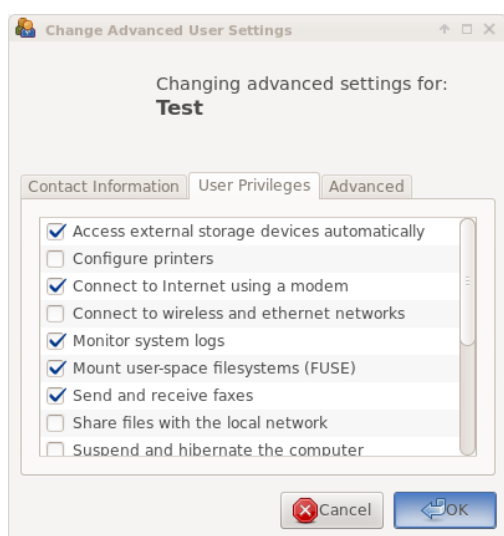 Change Advanced User Settings
Changing advanced settings for:
Test
Contact Information User Privileges Advanced
Access external storage devices automatically
Configure printers
Connect to Internet using a modem
Connect to wireless and ethernet networks
Monitor system logs
Mount user-space filesystems (FUSE)
Send and receive faxes
Share files with the local network
Suspend and hibernate the computer
Cancel OK